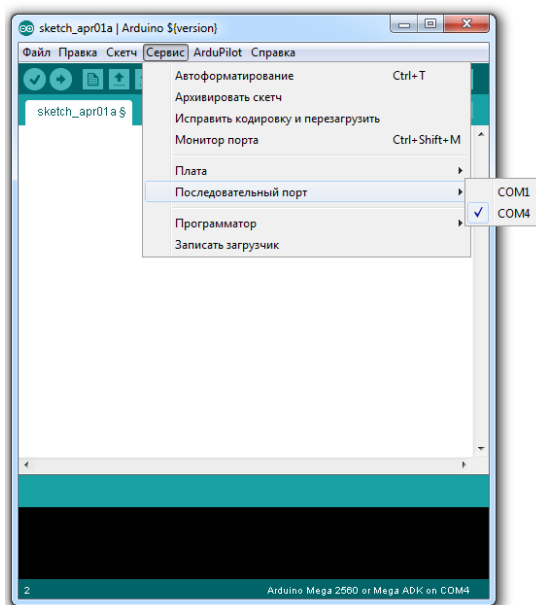 sketch_apr01a | Arduino ${version}
Файл Правка Скетч Сервис ArduPilot Справка
sketch_apr01a §
Автоформатирование Ctrl+T
Архивировать скетч
Исправить кодировку и перезагрузить
Монитор порта Ctrl+Shift+M
Плата
Последовательный порт
COM1
COM4
Программатор
Записать загрузчик
2 Arduino Mega 2560 or Mega ADK on COM4